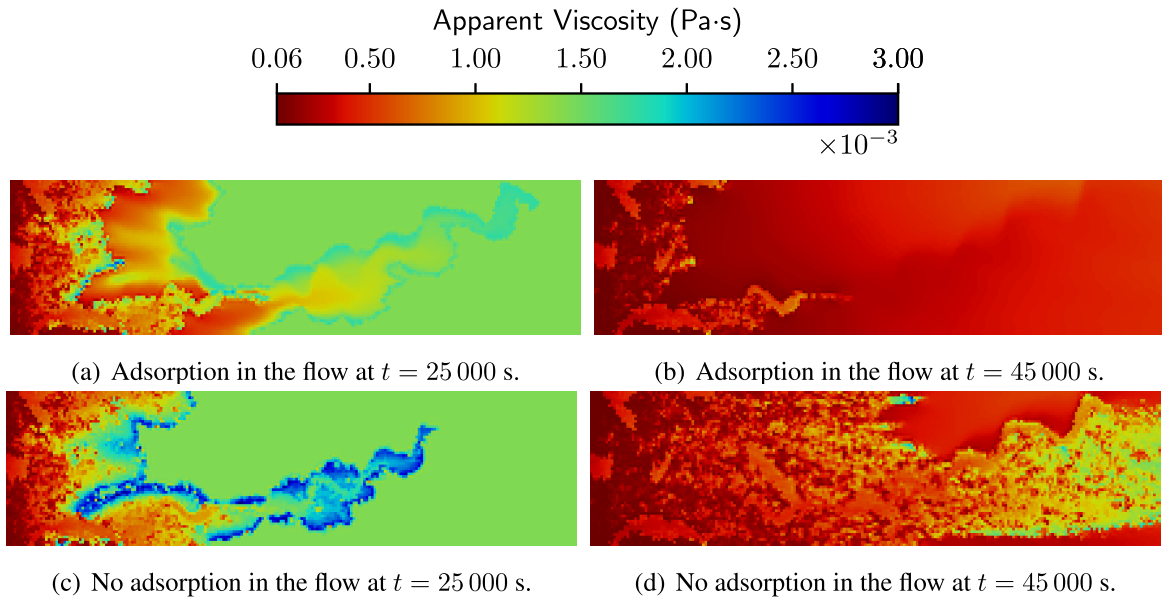 Apparent Viscosity (Pa·s)
0.06 0.50 1.00 1.50 2.00 2.50 3.00
×10⁻³
(a) Adsorption in the flow at t = 25 000 s.
(b) Adsorption in the flow at t = 45 000 s.
(c) No adsorption in the flow at t = 25 000 s.
(d) No adsorption in the flow at t = 45 000 s.